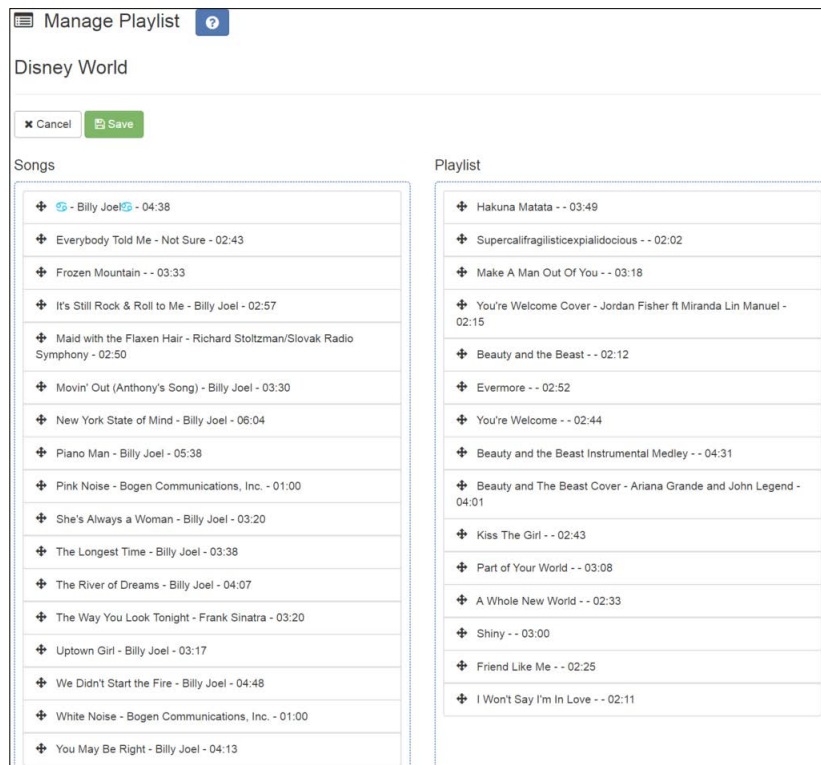 Manage Playlist
Disney World
Cancel
Save
Songs
♋ - Billy Joel♋ - 04:38
Everybody Told Me - Not Sure - 02:43
Frozen Mountain - - 03:33
It's Still Rock & Roll to Me - Billy Joel - 02:57
Maid with the Flaxen Hair - Richard Stoltzman/Slovak Radio
Symphony - 02:50
Movin' Out (Anthony's Song) - Billy Joel - 03:30
New York State of Mind - Billy Joel - 06:04
Piano Man - Billy Joel - 05:38
Pink Noise - Bogen Communications, Inc. - 01:00
She's Always a Woman - Billy Joel - 03:20
The Longest Time - Billy Joel - 03:38
The River of Dreams - Billy Joel - 04:07
The Way You Look Tonight - Frank Sinatra - 03:20
Uptown Girl - Billy Joel - 03:17
We Didn't Start the Fire - Billy Joel - 04:48
White Noise - Bogen Communications, Inc. - 01:00
You May Be Right - Billy Joel - 04:13
Playlist
Hakuna Matata - - 03:49
Supercalifragilisticexpialidocious - - 02:02
Make A Man Out Of You - - 03:18
You're Welcome Cover - Jordan Fisher ft Miranda Lin Manuel -
02:15
Beauty and the Beast - - 02:12
Evermore - - 02:52
You're Welcome - - 02:44
Beauty and the Beast Instrumental Medley - - 04:31
Beauty and The Beast Cover - Ariana Grande and John Legend -
04:01
Kiss The Girl - - 02:43
Part of Your World - - 03:08
A Whole New World - - 02:33
Shiny - - 03:00
Friend Like Me - - 02:25
I Won't Say I'm In Love - - 02:11